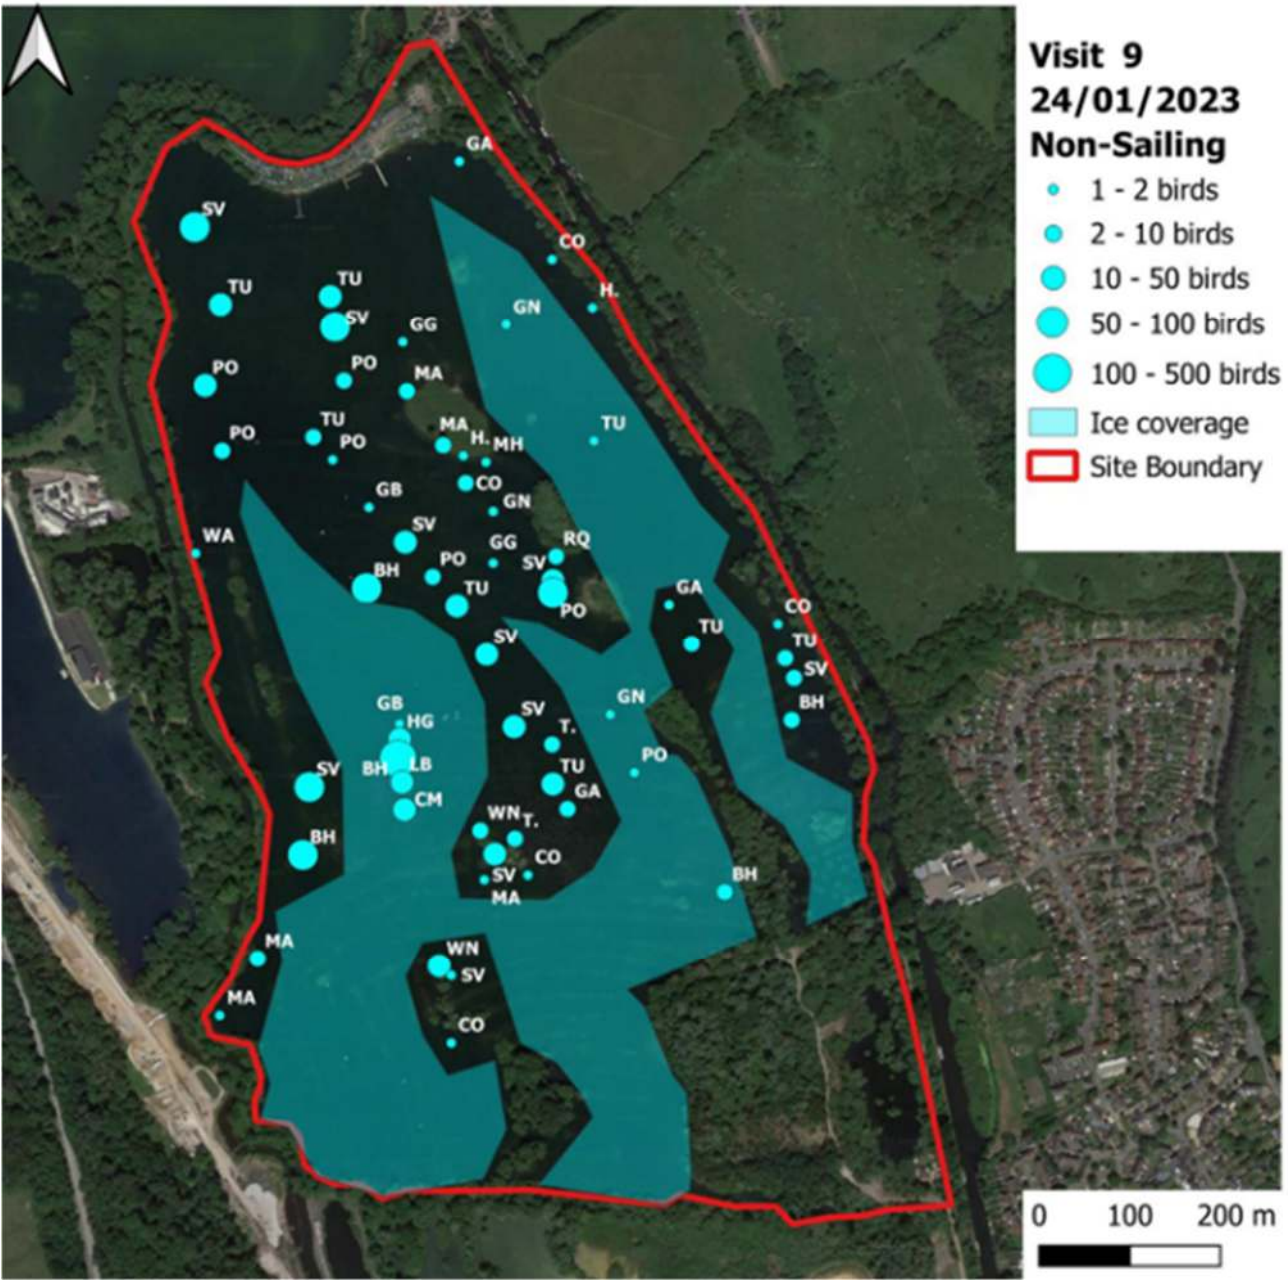 Visit 9
24/01/2023
Non-Sailing
1 - 2 birds
2 - 10 birds
10 - 50 birds
50 - 100 birds
100 - 500 birds
Ice coverage
Site Boundary
GA
SV
CO
TU
TU
H.
GN
SV
GG
PO
PO
MA
TU
MA
TU
PO
PO
H.
MH
CO
GB
GN
WA
SV
RQ
GG
SV
PO
BH
TU
GA
PO
CO
TU
SV
TU
SV
GN
BH
GB
HG
SV
T.
PO
SV
BH
LB
TU
GA
CM
WN
T.
BH
CO
SV
BH
MA
MA
WN
SV
MA
CO
0 100 200 m